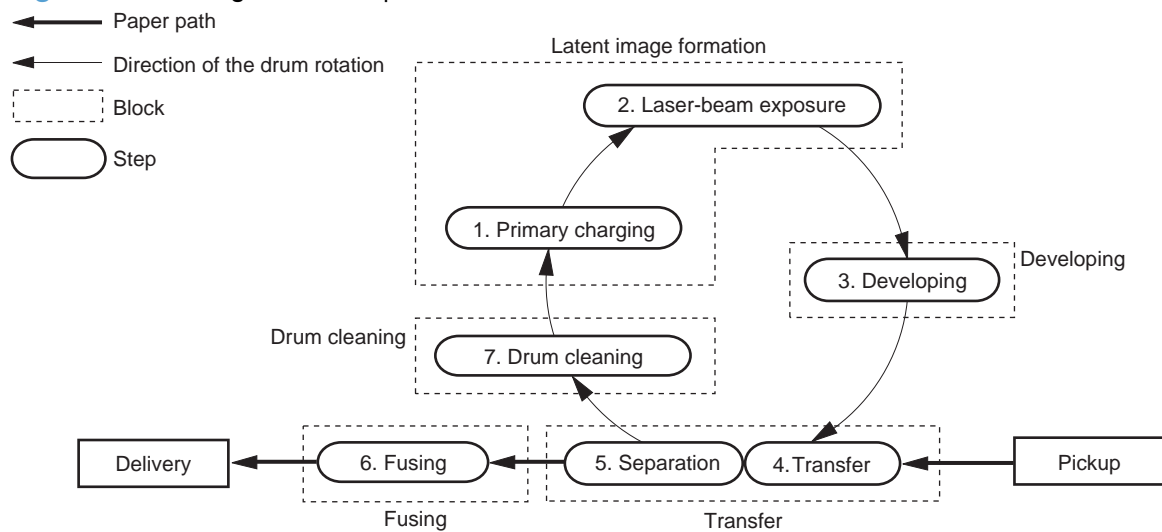 Paper path
Direction of the drum rotation
Block
Step
Latent image formation
2. Laser-beam exposure
1. Primary charging
3. Developing
Developing
Drum cleaning
7. Drum cleaning
Delivery
6. Fusing
5. Separation
4.Transfer
Pickup
Fusing
Transfer